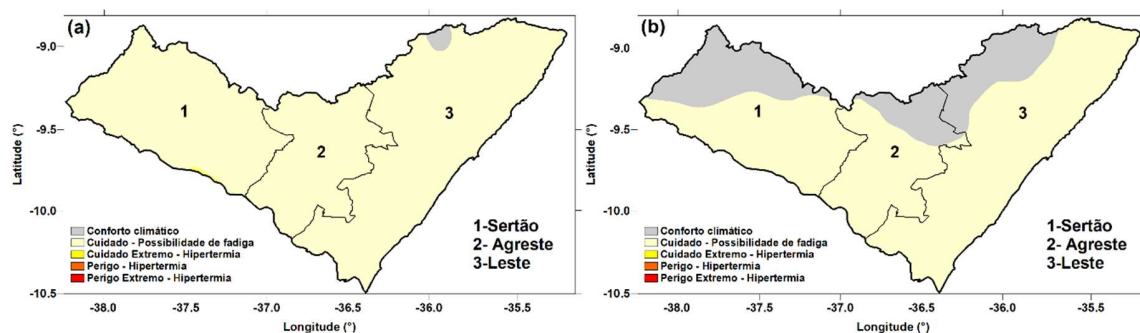 (a)
-9.0
-9.5
-10.0
-10.5
Latitude (°)
1
2
3
Conforto climático
Cuidado - Possibilidade de fadiga
Cuidado Extremo - Hipertermia
Perigo - Hipertermia
Perigo Extremo - Hipertermia
1-Sertão
2- Agreste
3-Leste
-38.0 -37.5 -37.0 -36.5 -36.0 -35.5
Longitude (°)
(b)
-9.0
-9.5
-10.0
-10.5
Latitude (°)
1
2
3
Conforto climático
Cuidado - Possibilidade de fadiga
Cuidado Extremo - Hipertermia
Perigo - Hipertermia
Perigo Extremo - Hipertermia
1-Sertão
2- Agreste
3-Leste
-38.0 -37.5 -37.0 -36.5 -36.0 -35.5
Longitude (°)